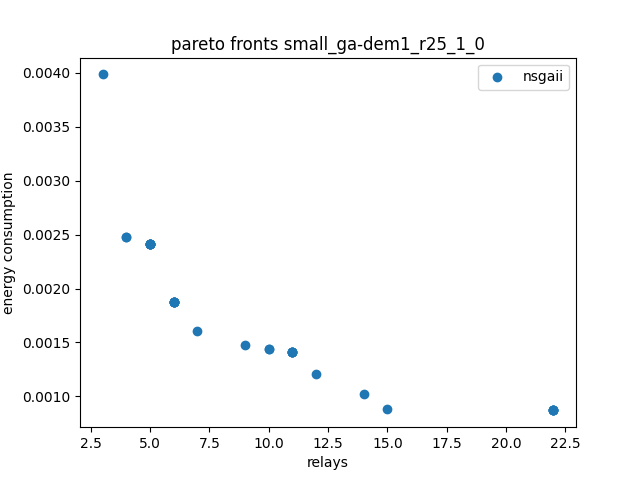 pareto fronts small_ga-dem1_r25_1_0
nsgaii
0.0040
0.0035
0.0030
0.0025
0.0020
0.0015
0.0010
energy consumption
2.5 5.0 7.5 10.0 12.5 15.0 17.5 20.0 22.5
relays